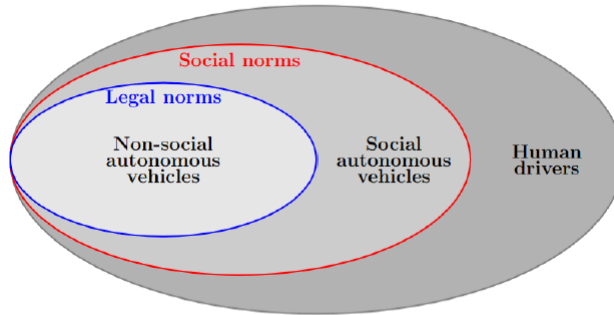 Social norms
Legal norms
Non-social
autonomous
vehicles
Social
autonomous
vehicles
Human
drivers